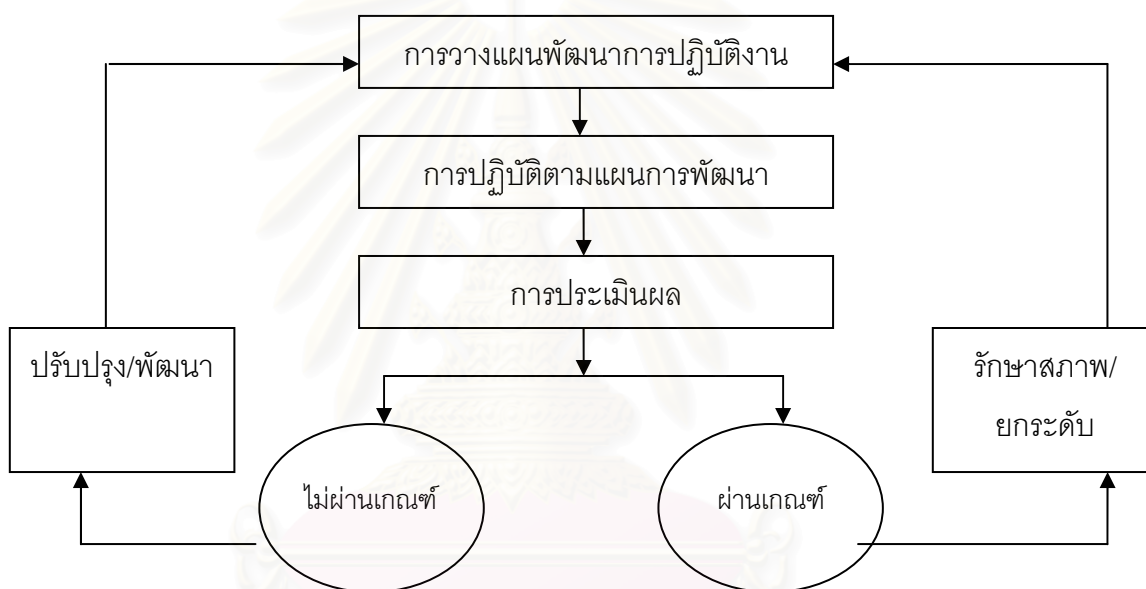 การวางแผนพัฒนาการปฏิบัติงาน
การปฏิบัติตามแผนการพัฒนา
การประเมินผล
ปรับปรุง/พัฒนา
รักษาสภาพ/
ยกระดับ
ไม่ผ่านเกณฑ์
ผ่านเกณฑ์